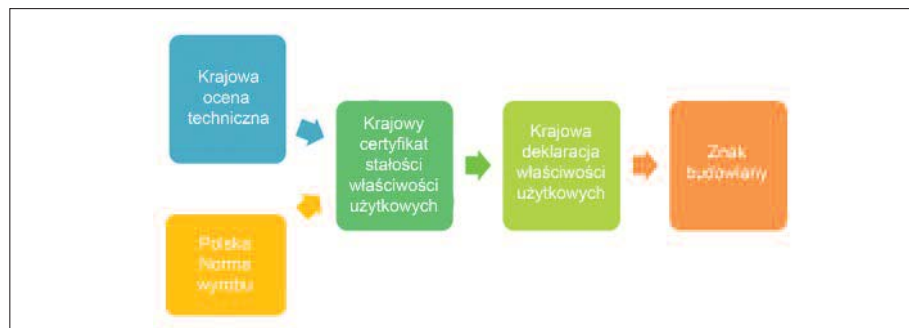 Krajowa
ocena
techniczna
Polska
Norma
wyrobu
Krajowy
certyfikat
stałości
właściwości
użytkowych
Krajowa
deklaracja
właściwości
użytkowych
Znak
budowlany